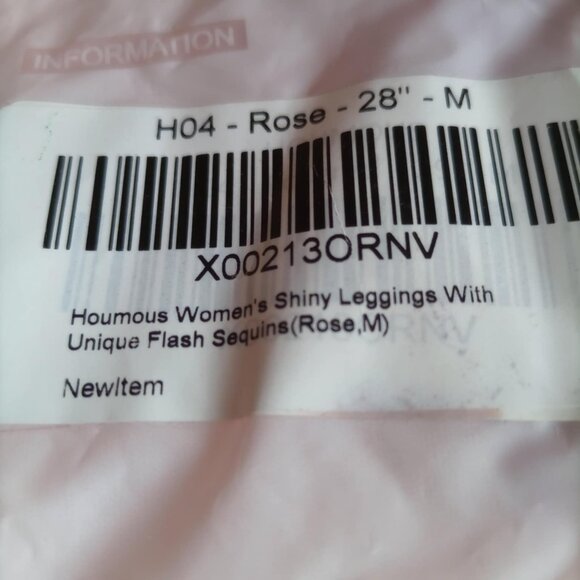 INFORMATION
H04 - Rose - 28" - M
X00213ORNV
Houmous Women's Shiny Leggings With
Unique Flash Sequins(Rose,M)
NewItem